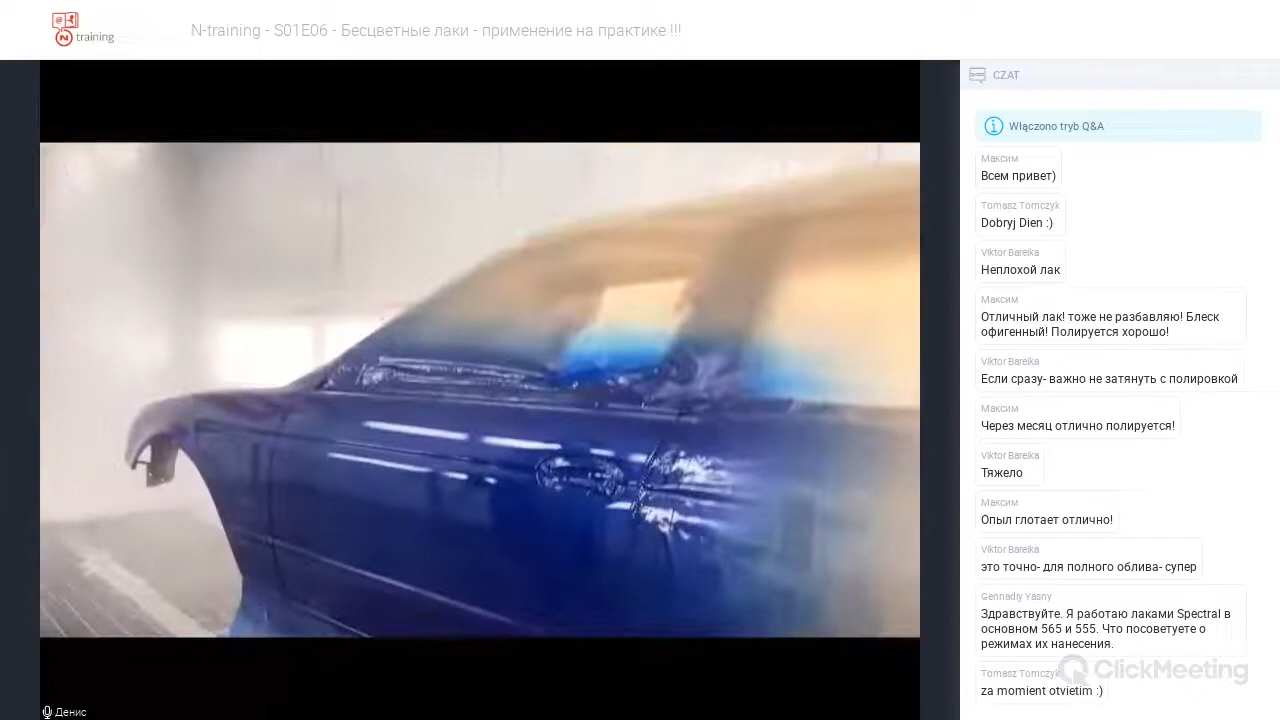 training
N-training - S01E06 - Бесцветные лаки - применение на практике !!!
CZAT
Włączono tryb Q&A
Максим
Всем привет)
Tomasz Tomczyk
Dobryj Dien :)
Viktor Bareika
Неплохой лак
Максим
Отличный лак! тоже не разбавляю! Блеск
офигенный! Полируется хорошо!
Viktor Bareika
Если сразу- важно не затянуть с полировкой
Максим
Через месяц отлично полируется!
Viktor Bareika
Тяжело
Максим
Опыл глотает отлично!
Viktor Bareika
это точно- для полного облива- супер
Gennadiy Yasny
Здравствуйте. Я работаю лаками Spectral в
основном 565 и 555. Что посоветуете о
режимах их нанесения.
Tomasz Tomczyk
za momient otvietim :)
ClickMeeting
Денис